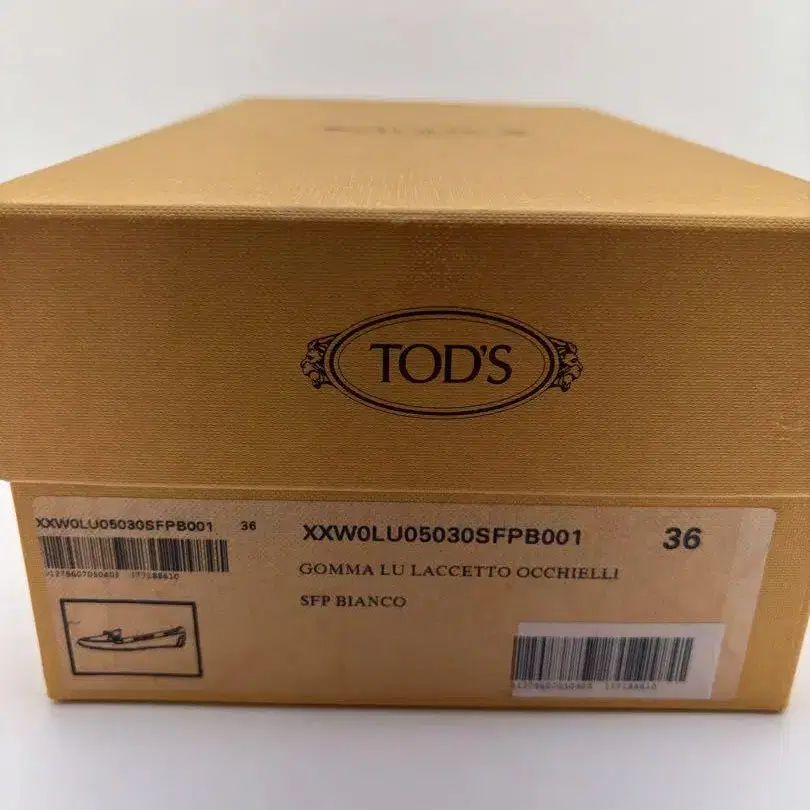 TOD'S
XXW0LU05030SFPB001 36
XXW0LU05030SFPB001 36
GOMMA LU LACCETTO OCCHIELLI
SFP BIANCO